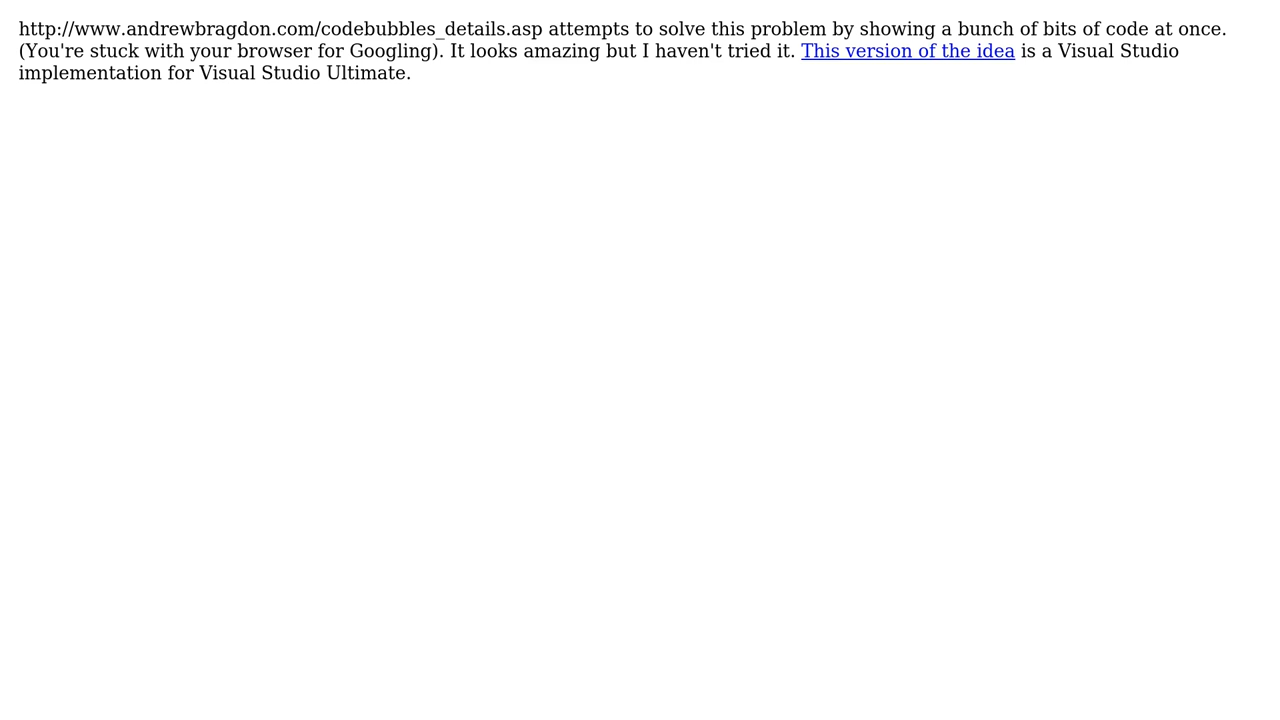 http://www.andrewbragdon.com/codebubbles_details.asp attempts to solve this problem by showing a bunch of bits of code at once.
(You're stuck with your browser for Googling). It looks amazing but I haven't tried it. This version of the idea is a Visual Studio
implementation for Visual Studio Ultimate.